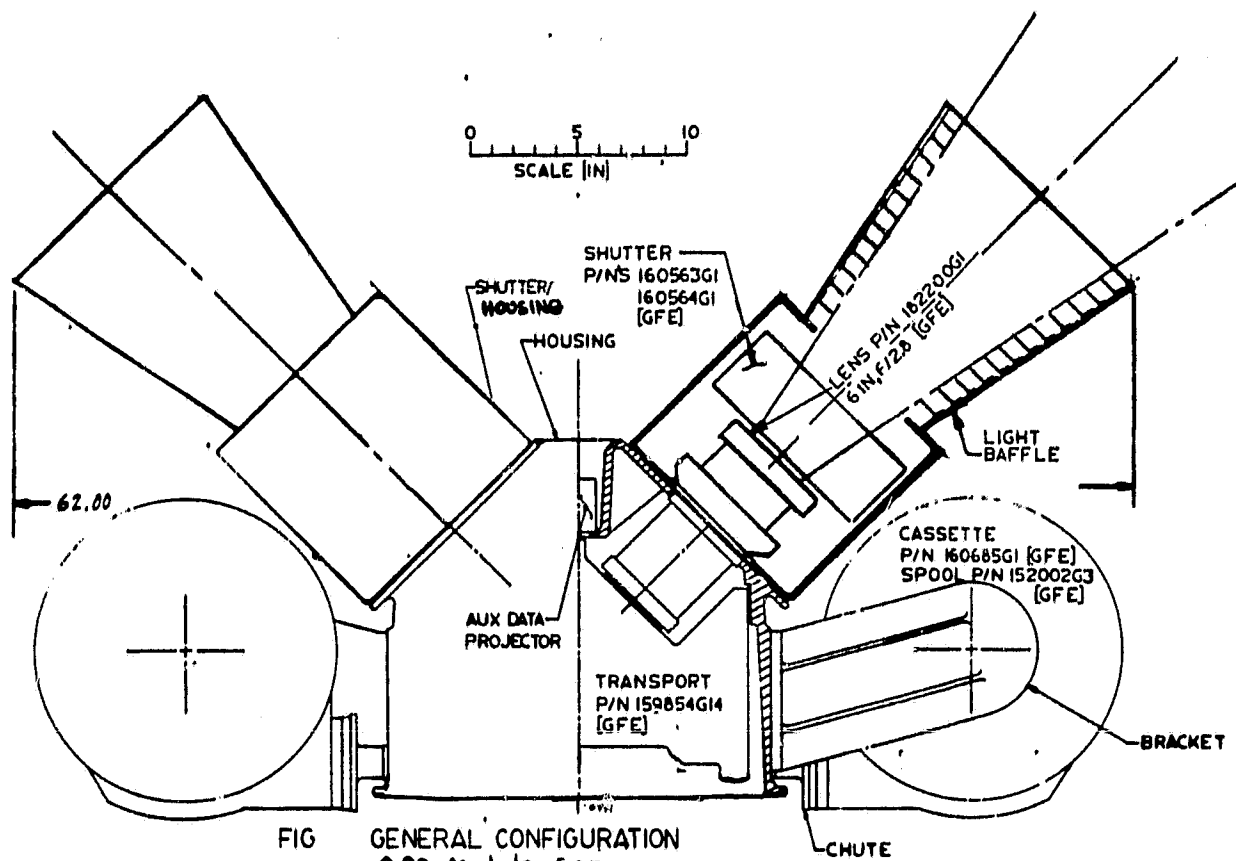 0 5 10
SCALE [IN]
SHUTTER
P/N'S 160563G1
160564G1
[GFE]
SHUTTER/
HOUSING
HOUSING
LENS P/N 182200G1
6 IN, F/2.8 [GFE]
LIGHT
BAFFLE
62.00
CASSETTE
P/N 160685G1 [GFE]
SPOOL P/N 152002G3
[GFE]
AUX DATA
PROJECTOR
TRANSPORT
P/N 159854G14
[GFE]
BRACKET
CHUTE
FIG GENERAL CONFIGURATION